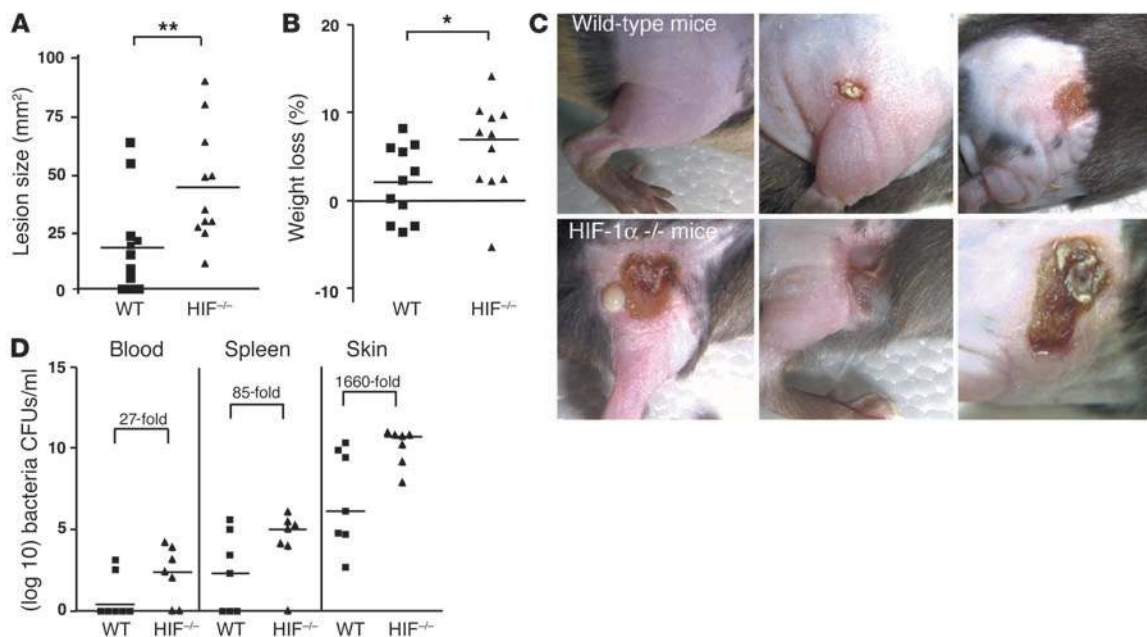 A
**
Lesion size (mm²)
100
75
50
25
0
WT HIF⁻/⁻
B
*
Weight loss (%)
20
10
0
-10
WT HIF⁻/⁻
C
Wild-type mice
HIF-1α -/- mice
D
Blood Spleen Skin
(log 10) bacteria CFUs/ml
15
10
5
0
27-fold
85-fold
1660-fold
WT HIF⁻/⁻ WT HIF⁻/⁻ WT HIF⁻/⁻